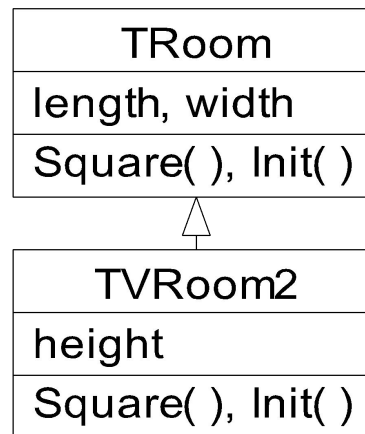 TRoom
length, width
Square( ), Init( )
TVRoom2
height
Square( ), Init( )